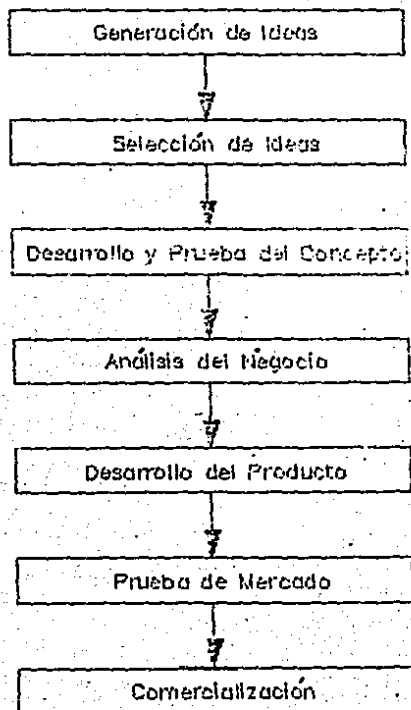 Generación de Ideas
Selección de Ideas
Desarrollo y Prueba del Concepto
Análisis del Negocio
Desarrollo del Producto
Prueba de Mercado
Comercialización